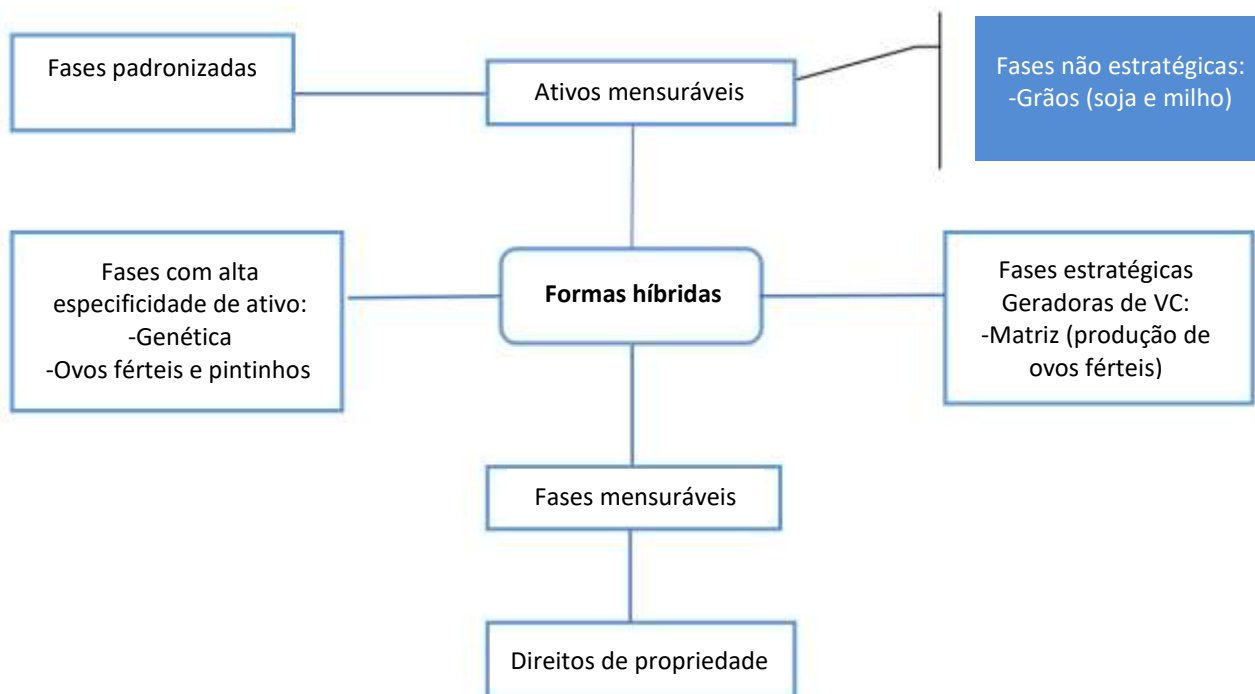 Fases padronizadas
Ativos mensuráveis
Fases não estratégicas:
-Grãos (soja e milho)
Fases com alta
especificidade de ativo:
-Genética
-Ovos férteis e pintinhos
Formas híbridas
Fases estratégicas
Geradoras de VC:
-Matriz (produção de
ovos férteis)
Fases mensuráveis
Direitos de propriedade